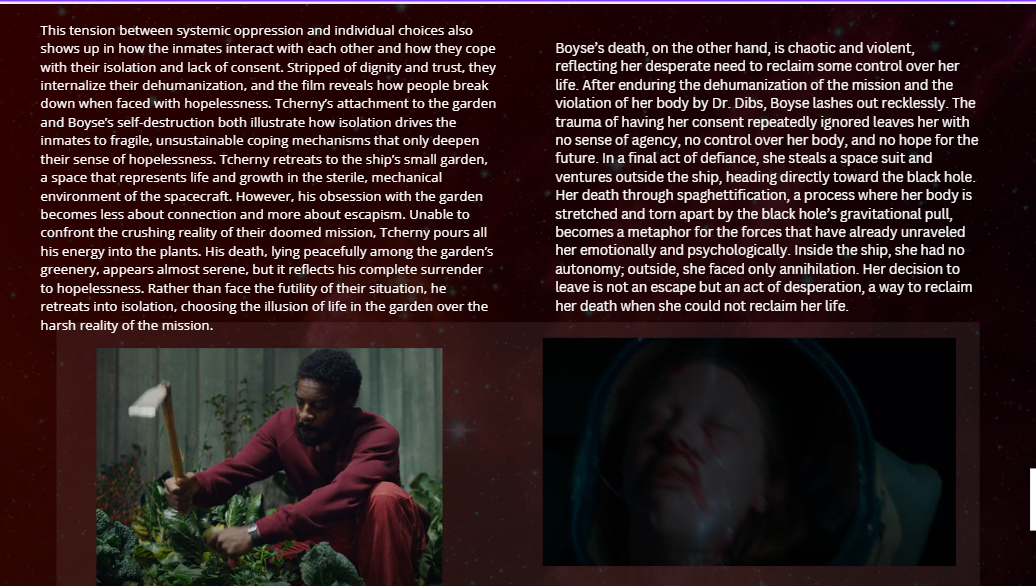 This tension between systemic oppression and individual choices also
shows up in how the inmates interact with each other and how they cope
with their isolation and lack of consent. Stripped of dignity and trust, they
internalize their dehumanization, and the film reveals how people break
down when faced with hopelessness. Tcherny's attachment to the garden
and Boyse's self-destruction both illustrate how isolation drives the
inmates to fragile, unsustainable coping mechanisms that only deepen
their sense of hopelessness. Tcherny retreats to the ship's small garden,
a space that represents life and growth in the sterile, mechanical
environment of the spacecraft. However, his obsession with the garden
becomes less about connection and more about escapism. Unable to
confront the crushing reality of their doomed mission, Tcherny pours all
his energy into the plants. His death, lying peacefully among the garden's
greenery, appears almost serene, but it reflects his complete surrender
to hopelessness. Rather than face the futility of their situation, he
retreats into isolation, choosing the illusion of life in the garden over the
harsh reality of the mission.
Boyse's death, on the other hand, is chaotic and violent,
reflecting her desperate need to reclaim some control over her
life. After enduring the dehumanization of the mission and the
violation of her body by Dr. Dibs, Boyse lashes out recklessly. The
trauma of having her consent repeatedly ignored leaves her with
no sense of agency, no control over her body, and no hope for the
future. In a final act of defiance, she steals a space suit and
ventures outside the ship, heading directly toward the black hole.
Her death through spaghettification, a process where her body is
stretched and torn apart by the black hole's gravitational pull,
becomes a metaphor for the forces that have already unraveled
her emotionally and psychologically. Inside the ship, she had no
autonomy; outside, she faced only annihilation. Her decision to
leave is not an escape but an act of desperation, a way to reclaim
her death when she could not reclaim her life.